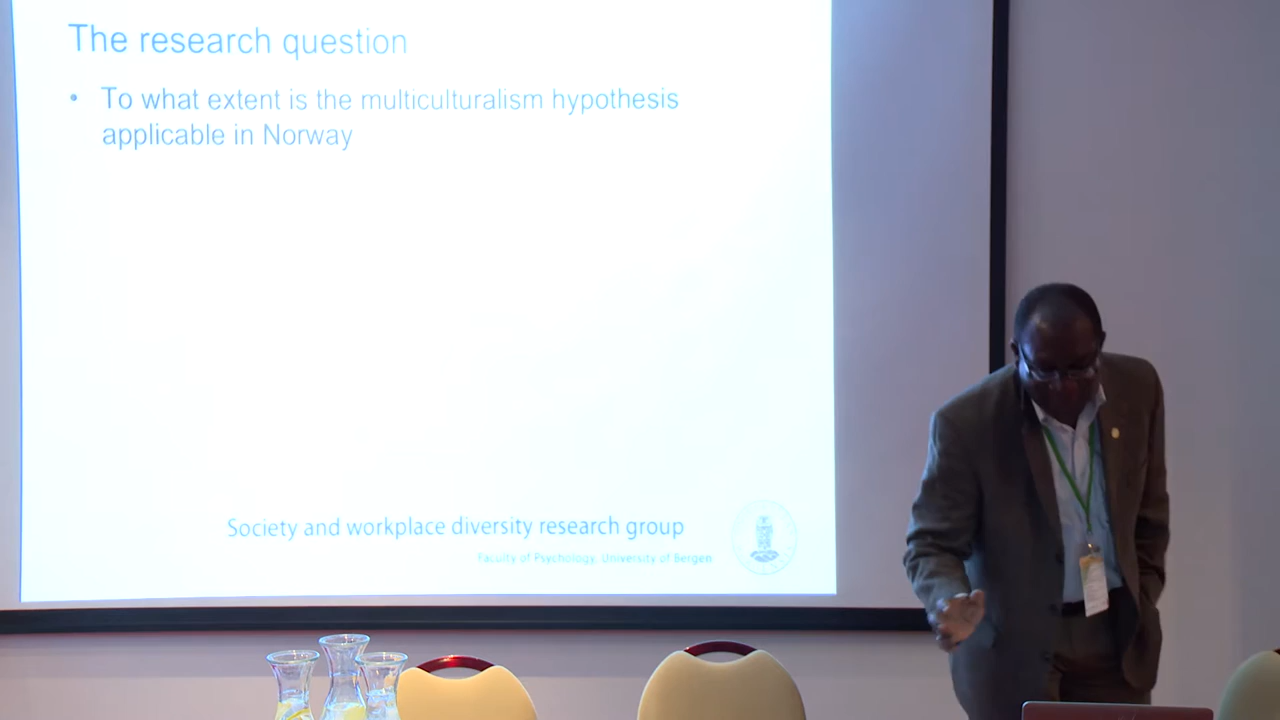 The research question
• To what extent is the multiculturalism hypothesis
applicable in Norway
Society and workplace diversity research group
Faculty of Psychology, University of Bergen